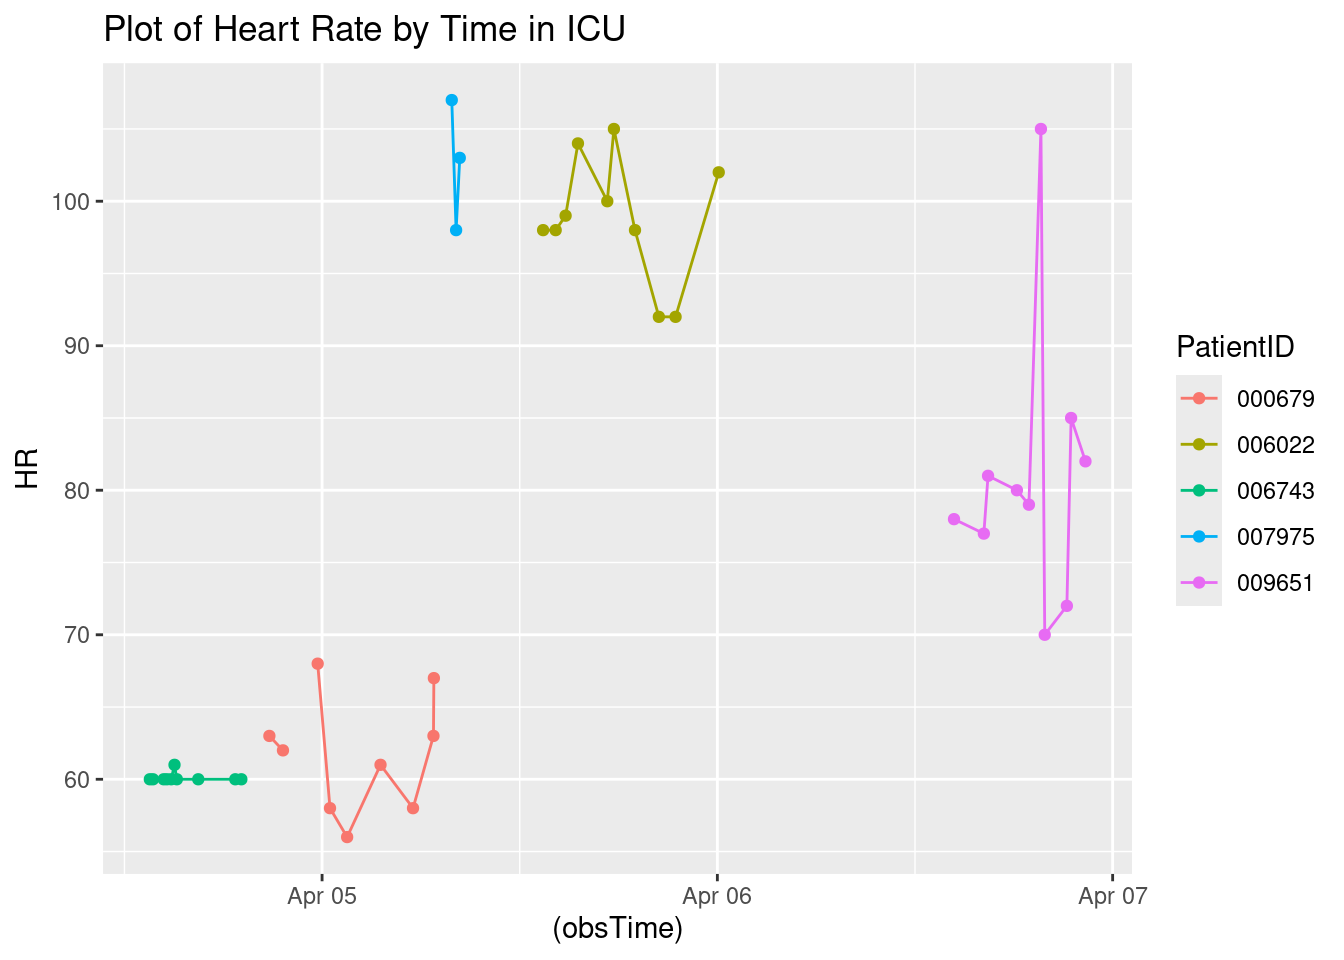 Plot of Heart Rate by Time in ICU
HR
100
90
80
70
60
Apr 05
Apr 06
Apr 07
(obsTime)
PatientID
000679
006022
006743
007975
009651